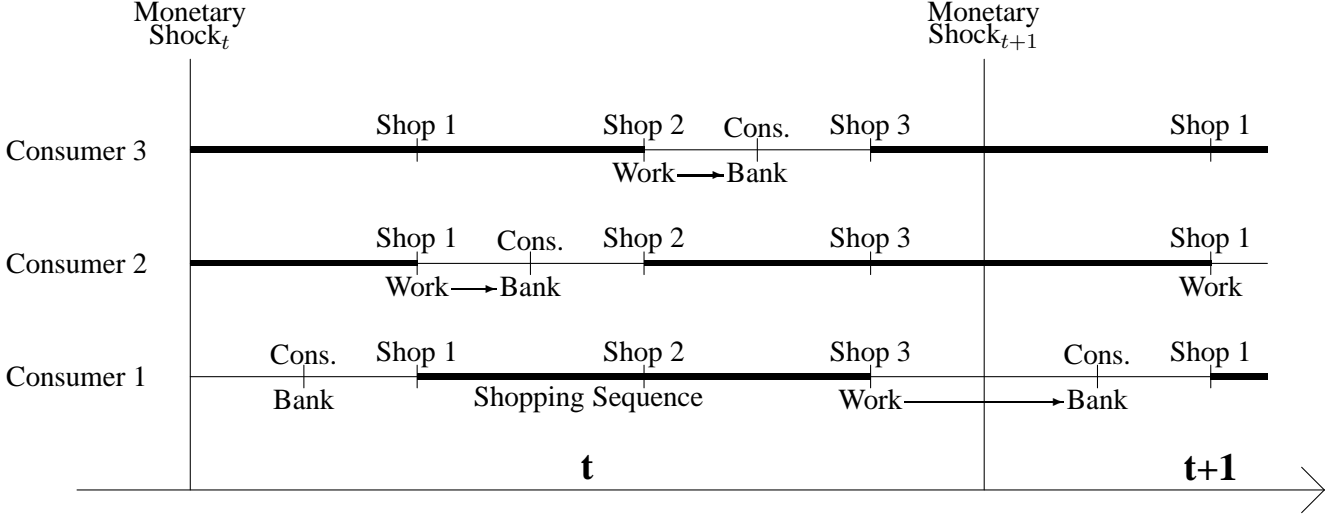 Monetary Monetary
Shock_t Shock_{t+1}
Shop 1 Shop 2 Cons. Shop 3 Shop 1
Consumer 3
Work Bank
Shop 1 Cons. Shop 2 Shop 3 Shop 1
Consumer 2
Work Bank Work
Cons. Shop 1 Shop 2 Shop 3 Cons. Shop 1
Consumer 1
Bank Shopping Sequence Work Bank
t t+1